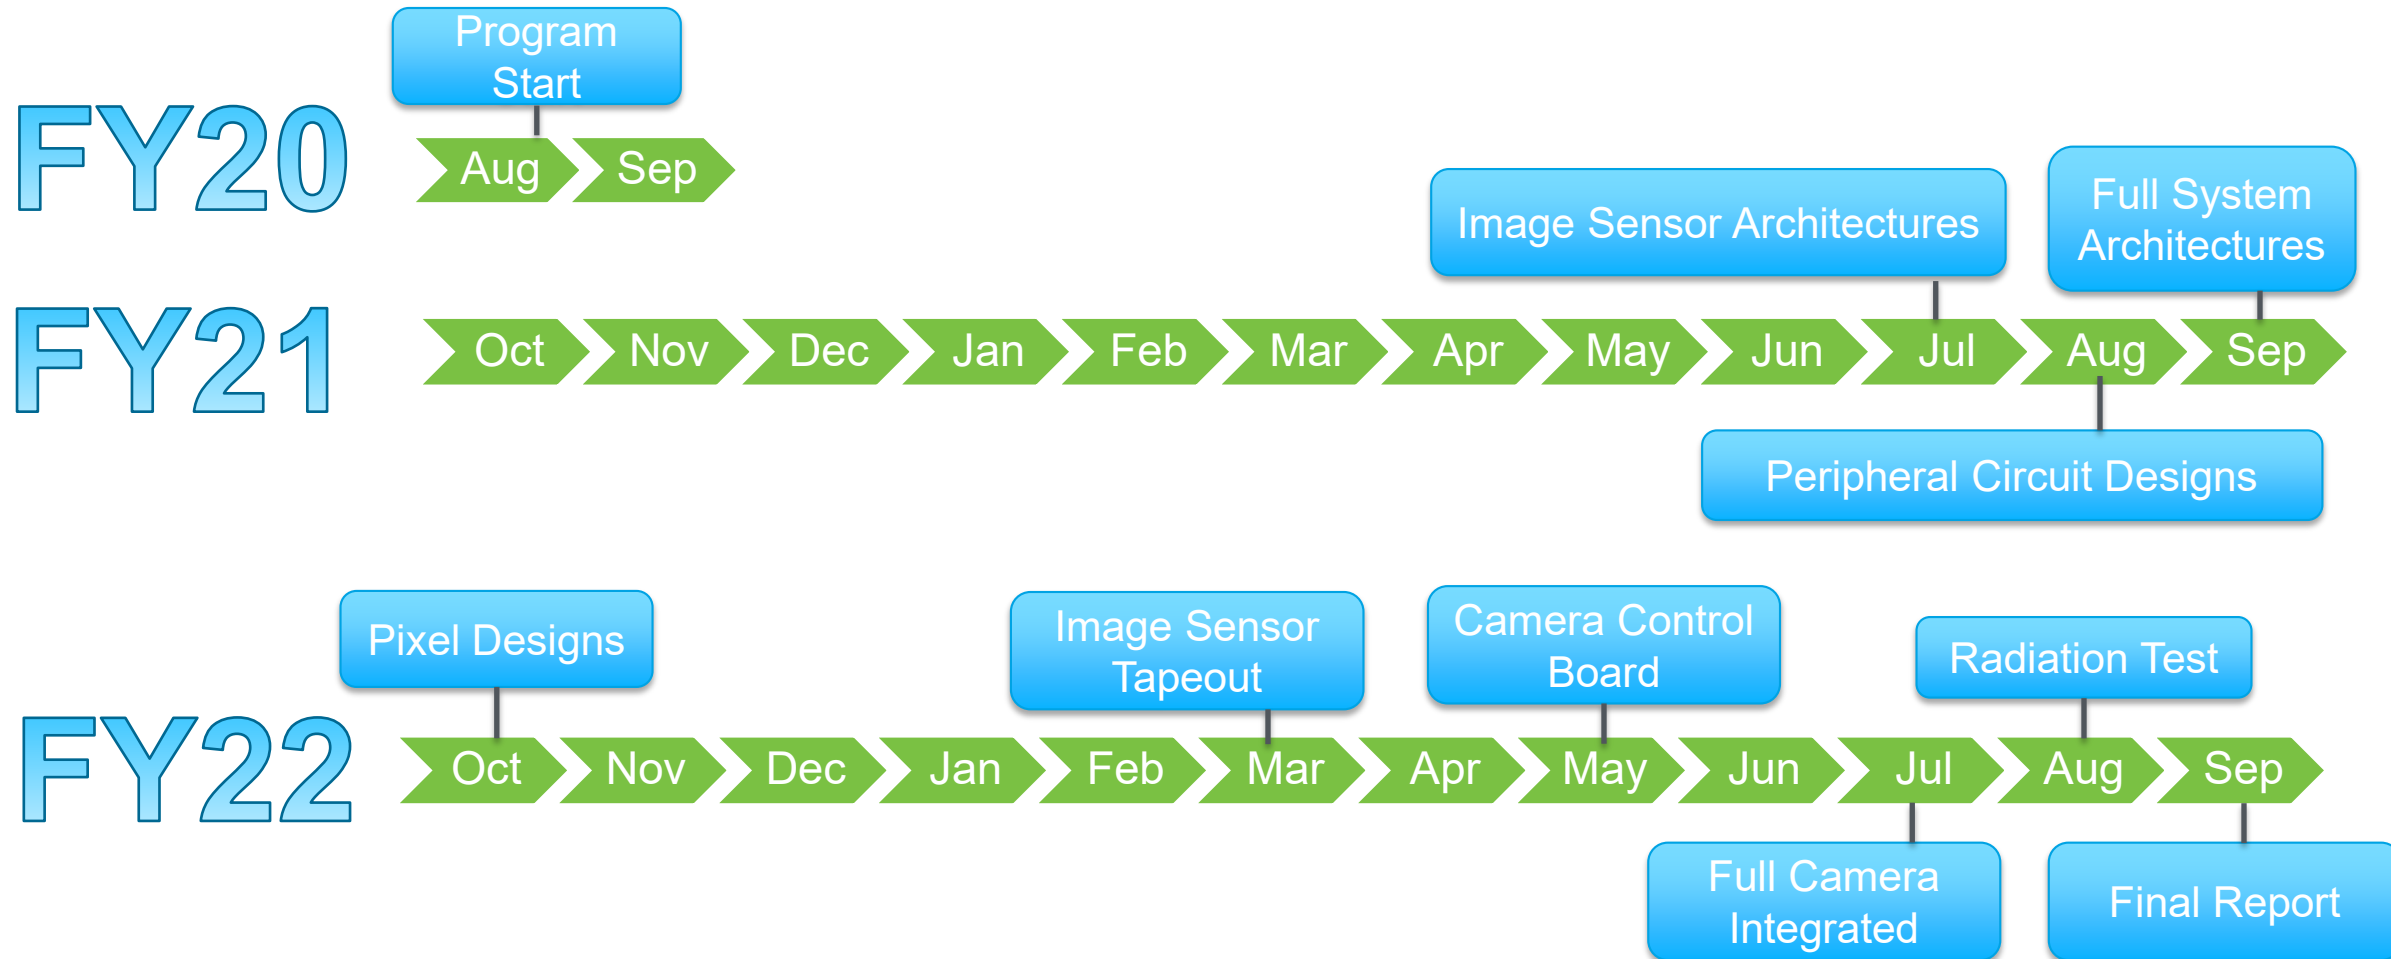 Program
Start
FY20
Aug Sep
Image Sensor Architectures
Full System
Architectures
FY21
Oct Nov Dec Jan Feb Mar Apr May Jun Jul Aug Sep
Peripheral Circuit Designs
Pixel Designs
Image Sensor
Tapeout
Camera Control
Board
Radiation Test
FY22
Oct Nov Dec Jan Feb Mar Apr May Jun Jul Aug Sep
Full Camera
Integrated
Final Report